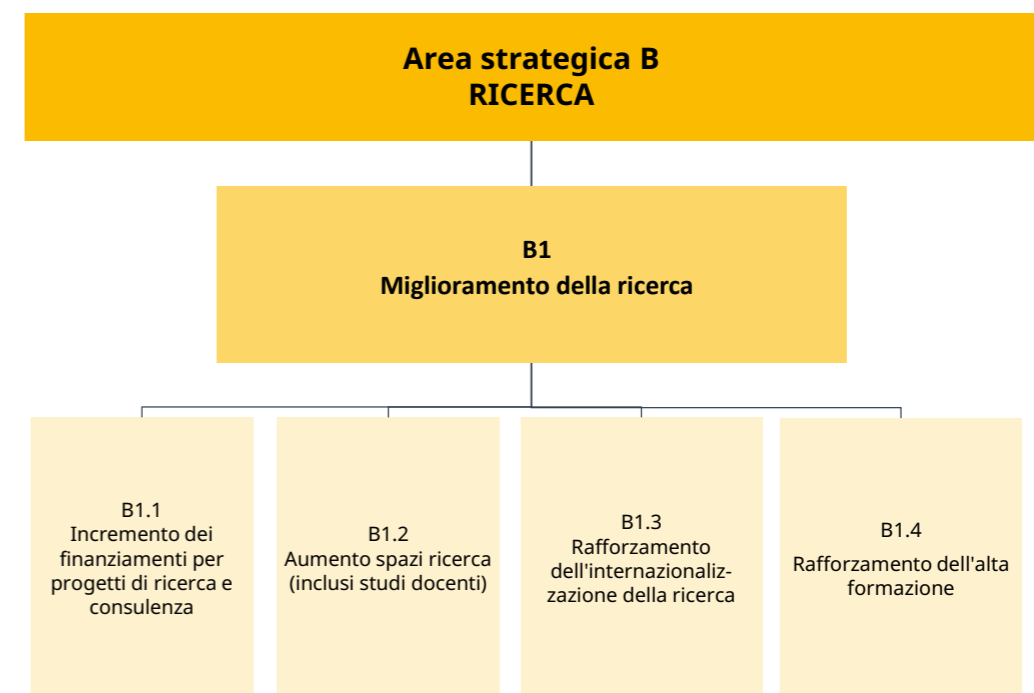 Area strategica B
RICERCA
B1
Miglioramento della ricerca
B1.1
Incremento dei
finanziamenti per
progetti di ricerca e
consulenza
B1.2
Aumento spazi ricerca
(inclusi studi docenti)
B1.3
Rafforzamento
dell'internazionaliz-
zazione della ricerca
B1.4
Rafforzamento dell'alta
formazione